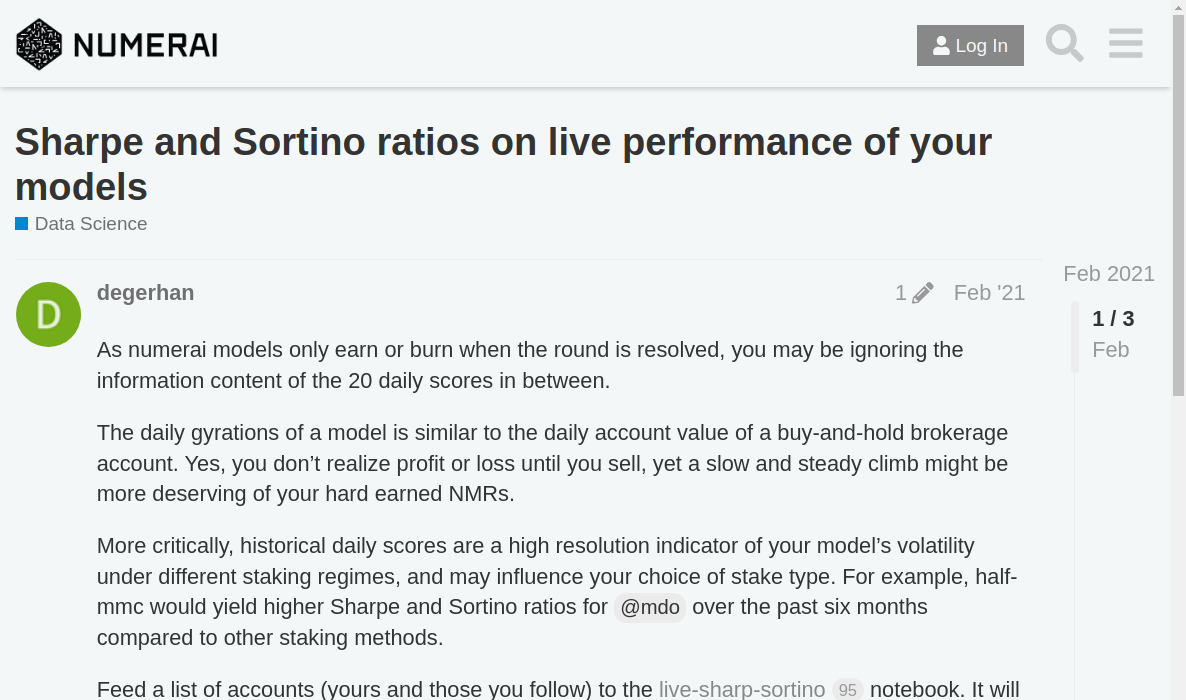 NUMERAI
Log In
Sharpe and Sortino ratios on live performance of your
models
Data Science
Feb 2021
1 / 3
Feb
D
degerhan
1
Feb '21
As numerai models only earn or burn when the round is resolved, you may be ignoring the
information content of the 20 daily scores in between.
The daily gyrations of a model is similar to the daily account value of a buy-and-hold brokerage
account. Yes, you don’t realize profit or loss until you sell, yet a slow and steady climb might be
more deserving of your hard earned NMRs.
More critically, historical daily scores are a high resolution indicator of your model’s volatility
under different staking regimes, and may influence your choice of stake type. For example, half-
mmc would yield higher Sharpe and Sortino ratios for @mdo over the past six months
compared to other staking methods.
Feed a list of accounts (yours and those you follow) to the live-sharp-sortino 95 notebook. It will